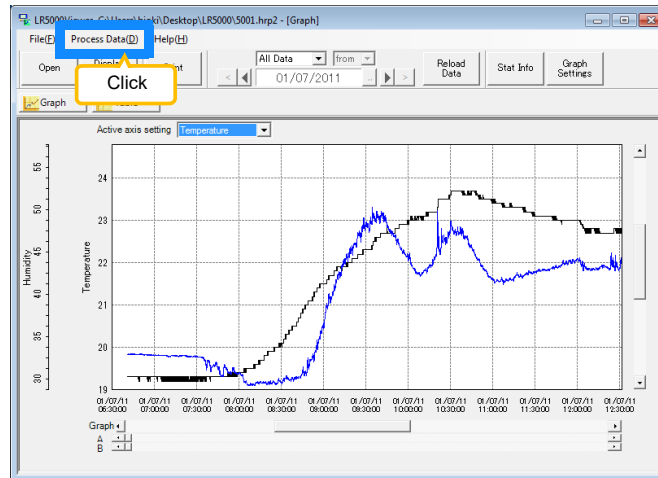 LR5000Viewer C:\Users\hioki\Desktop\LR5000\5001.hrp2 - [Graph]
File(F) Process Data(D) Help(H)
Open
Click
All Data from
< 01/07/2011 .. >
Reload Data
Stat Info
Graph Settings
Graph
Active axis setting Temperature
Humidity
55
50
45
40
35
30
Temperature
24
23
22
21
20
19
01/07/11 01/07/11 01/07/11 01/07/11 01/07/11 01/07/11 01/07/11 01/07/11 01/07/11 01/07/11 01/07/11 01/07/11 01/07/11
06:30:00 07:00:00 07:30:00 08:00:00 08:30:00 09:00:00 09:30:00 10:00:00 10:30:00 11:00:00 11:30:00 12:00:00 12:30:00
Graph
A
B